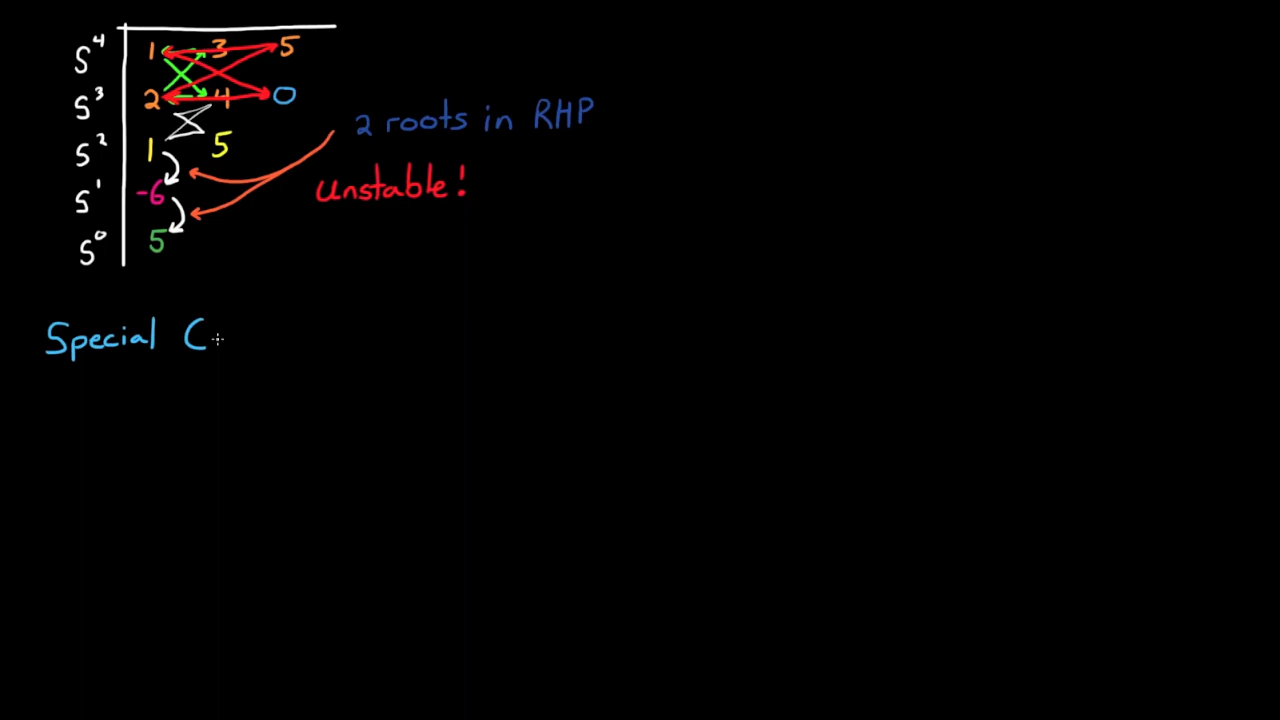 S⁴ 1 3 5
S³ 2 4 0
2 roots in RHP
S² 1 5
S¹ -6
Unstable!
S⁰ 5
Special C